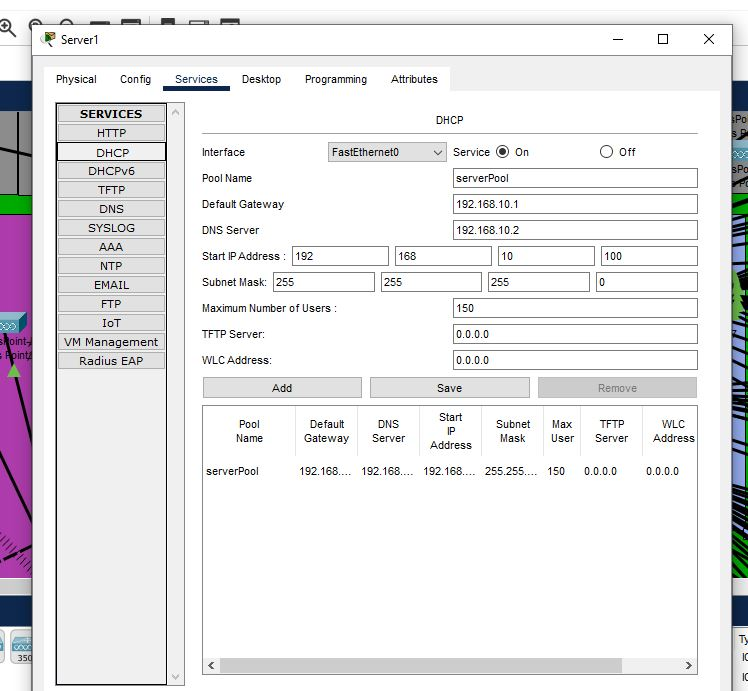 Server1
Physical Config Services Desktop Programming Attributes
SERVICES
HTTP
DHCP
DHCPv6
TFTP
DNS
SYSLOG
AAA
NTP
EMAIL
FTP
IoT
VM Management
Radius EAP
DHCP
Interface FastEthernet0 Service On Off
Pool Name serverPool
Default Gateway 192.168.10.1
DNS Server 192.168.10.2
Start IP Address : 192 168 10 100
Subnet Mask: 255 255 255 0
Maximum Number of Users : 150
TFTP Server: 0.0.0.0
WLC Address: 0.0.0.0
Add Save Remove
Pool Name Default Gateway DNS Server Start IP Address Subnet Mask Max User TFTP Server WLC Address
serverPool 192.168.... 192.168.... 192.168.... 255.255.... 150 0.0.0.0 0.0.0.0